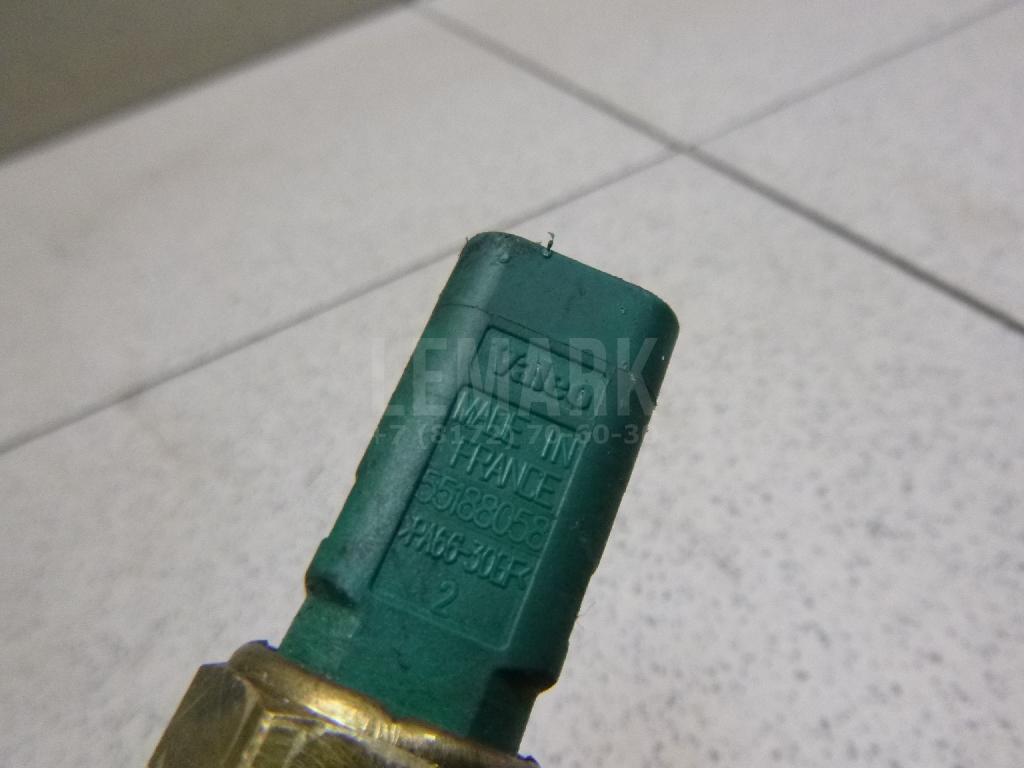 Valeo
MADE IN
FRANCE
55188058
>PA66-30GF<
2
LEMARK